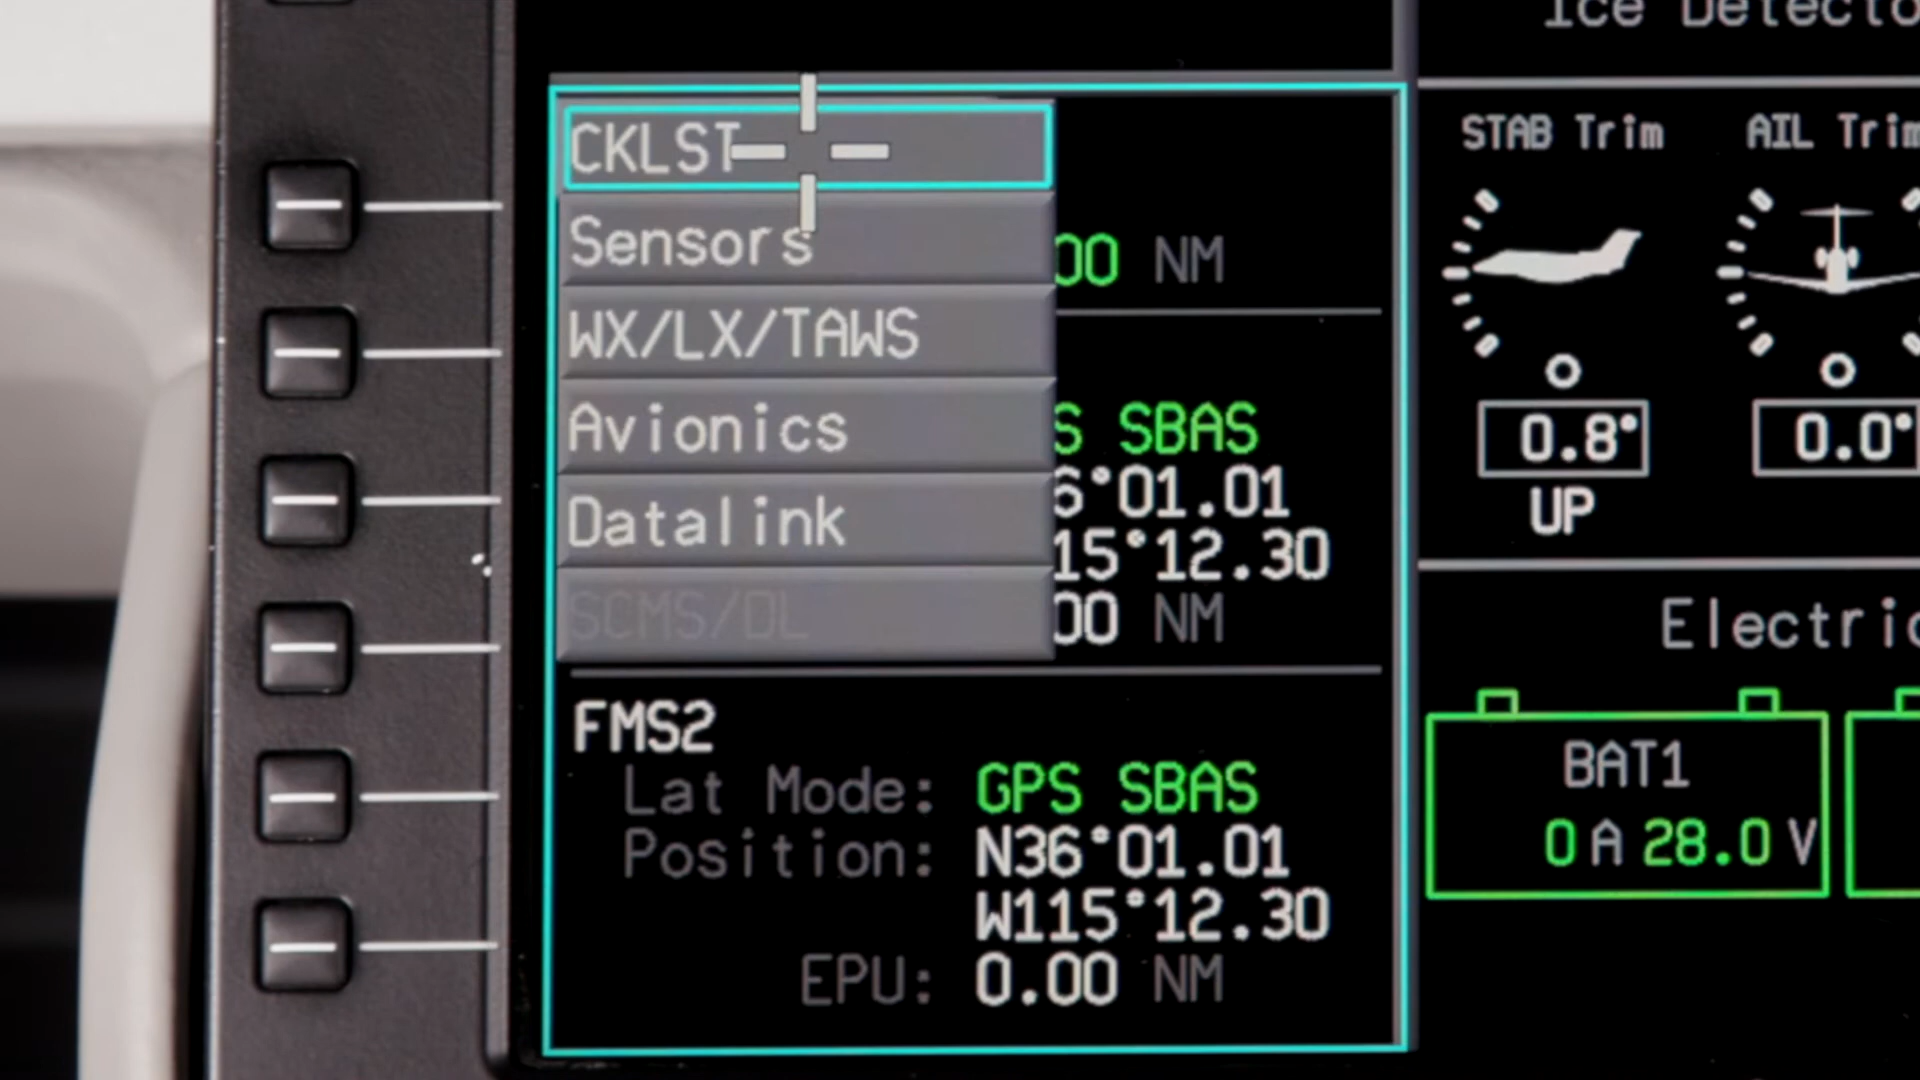 Ice Detecto
CKLST
Sensors
WX/LX/TAWS
Avionics
Datalink
SCMS/DL
00 NM
S SBAS
6°01.01
15°12.30
00 NM
FMS2
Lat Mode: GPS SBAS
Position: N36°01.01
W115°12.30
EPU: 0.00 NM
STAB Trim
0.8°
UP
AIL Trim
0.0°
Electric
BAT1
0 A 28.0 V